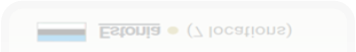 Estonia • (7 locations)